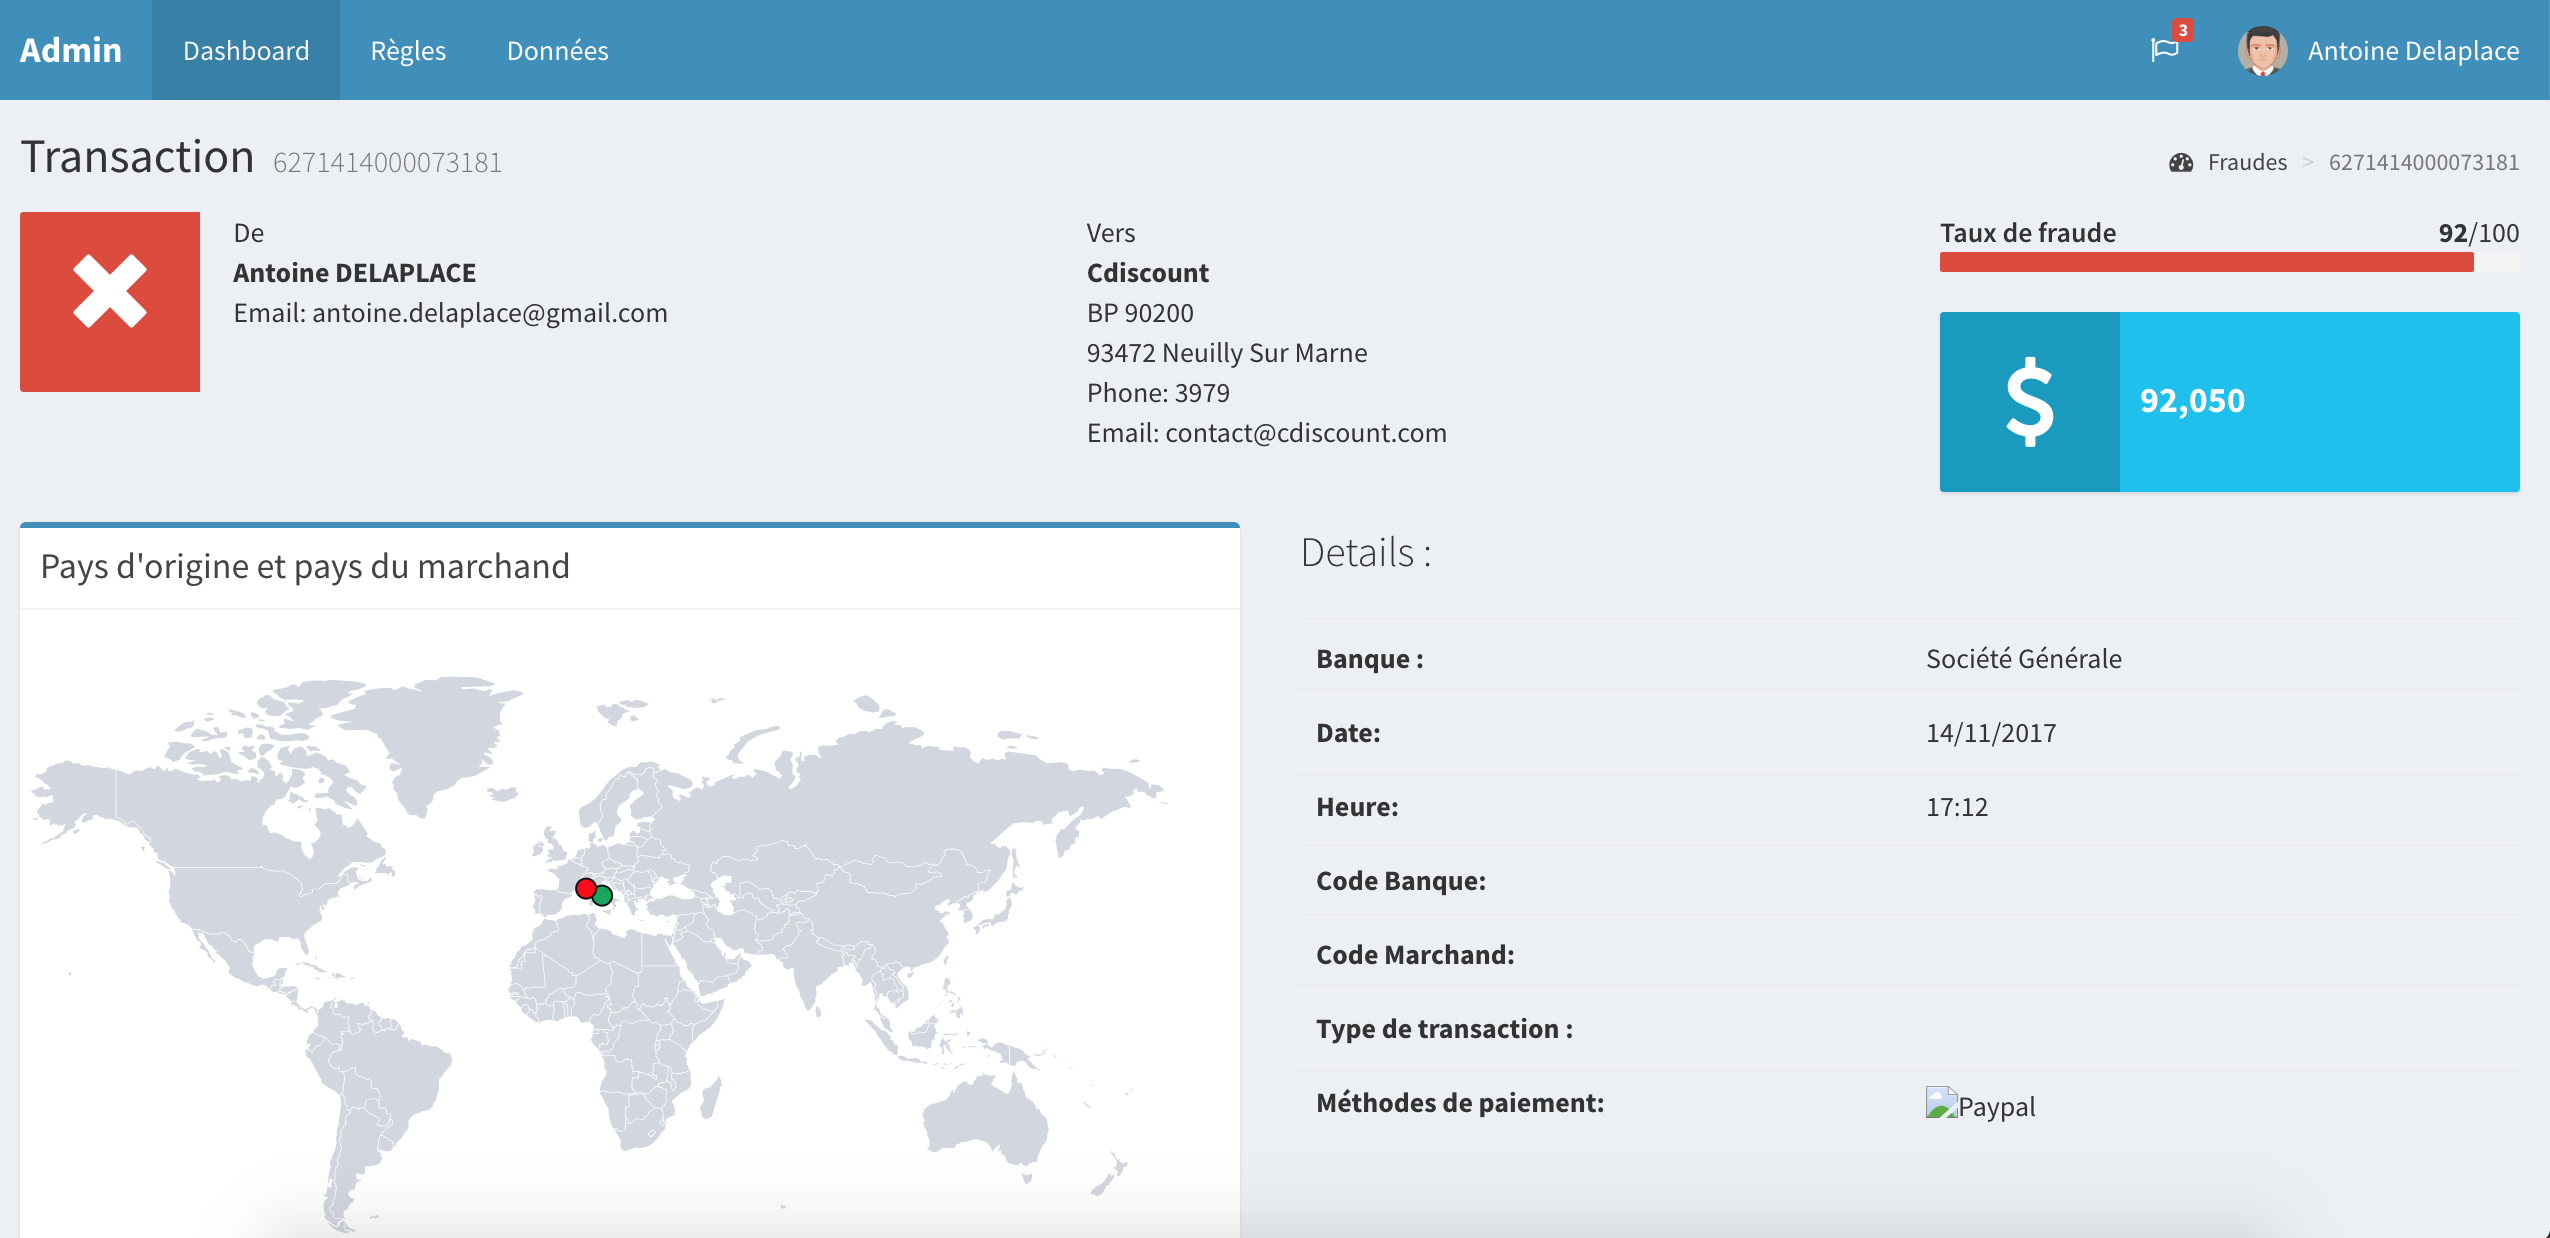 Admin Dashboard Règles Données 3 Antoine Delaplace
Transaction 6271414000073181
Fraudes > 6271414000073181
De
Antoine DELAPLACE
Email: antoine.delaplace@gmail.com
Vers
Cdiscount
BP 90200
93472 Neuilly Sur Marne
Phone: 3979
Email: contact@cdiscount.com
Taux de fraude 92/100
$ 92,050
Pays d'origine et pays du marchand
Details :
Banque : Société Générale
Date: 14/11/2017
Heure: 17:12
Code Banque:
Code Marchand:
Type de transaction :
Méthodes de paiement: Paypal